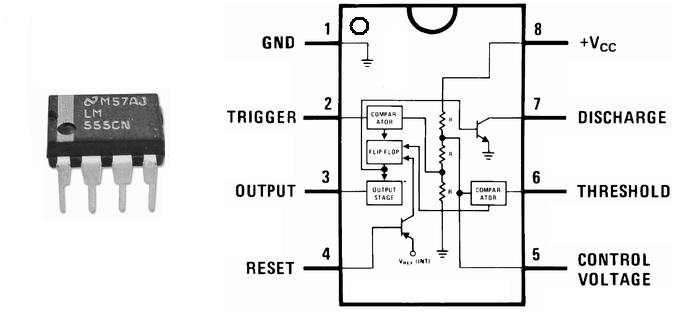 M57AJ
LM
555CN
1
GND
2
TRIGGER
3
OUTPUT
4
RESET
8
+VCC
7
DISCHARGE
6
THRESHOLD
5
CONTROL
VOLTAGE
COMPAR
ATOR
FLIP FLOP
OUTPUT
STAGE
R
R
R
COMPAR
ATOR
VREF (INT)